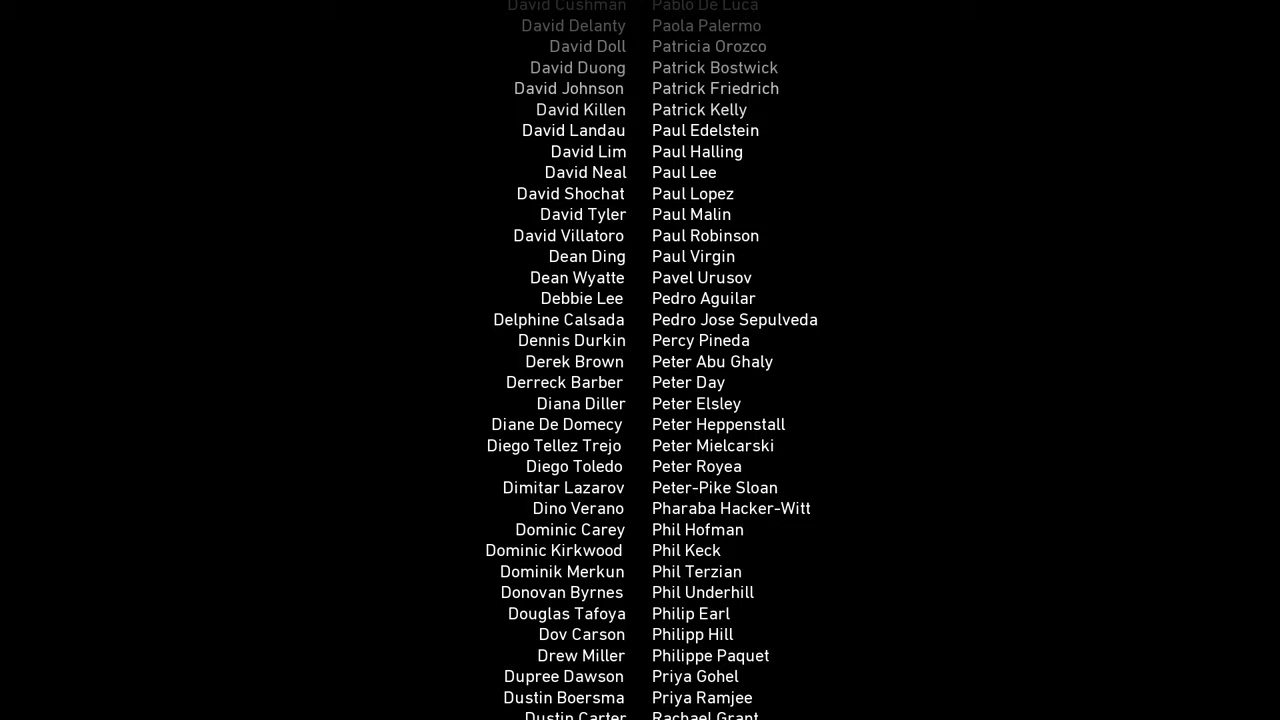 David Cushman Pablo De Luca
David Delanty Paola Palermo
David Doll Patricia Orozco
David Duong Patrick Bostwick
David Johnson Patrick Friedrich
David Killen Patrick Kelly
David Landau Paul Edelstein
David Lim Paul Halling
David Neal Paul Lee
David Shochat Paul Lopez
David Tyler Paul Malin
David Villatoro Paul Robinson
Dean Ding Paul Virgin
Dean Wyatte Pavel Urusov
Debbie Lee Pedro Aguilar
Delphine Calsada Pedro Jose Sepulveda
Dennis Durkin Percy Pineda
Derek Brown Peter Abu Ghaly
Derreck Barber Peter Day
Diana Diller Peter Elsley
Diane De Domecy Peter Heppenstall
Diego Tellez Trejo Peter Mielcarski
Diego Toledo Peter Royea
Dimitar Lazarov Peter-Pike Sloan
Dino Verano Pharaba Hacker-Witt
Dominic Carey Phil Hofman
Dominic Kirkwood Phil Keck
Dominik Merkun Phil Terzian
Donovan Byrnes Phil Underhill
Douglas Tafoya Philip Earl
Dov Carson Philipp Hill
Drew Miller Philippe Paquet
Dupree Dawson Priya Gohel
Dustin Boersma Priya Ramjee
Dustin Carter Rachael Grant